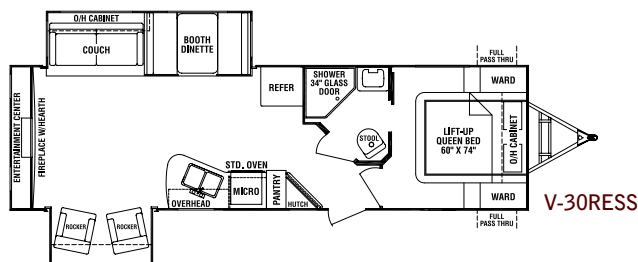 O/H CABINET
COUCH
BOOTH
DINETTE
REFER
SHOWER
34" GLASS
DOOR
STOOL
FULL
PASS THRU
WARD
LIFT-UP
QUEEN BED
60" X 74"
O/H CABINET
WARD
FULL
PASS THRU
ENTERTAINMENT CENTER
FIREPLACE W/HEARTH
STD. OVEN
MICRO
OVERHEAD
PANTRY
HUTCH
ROCKER
ROCKER
V-30RESS